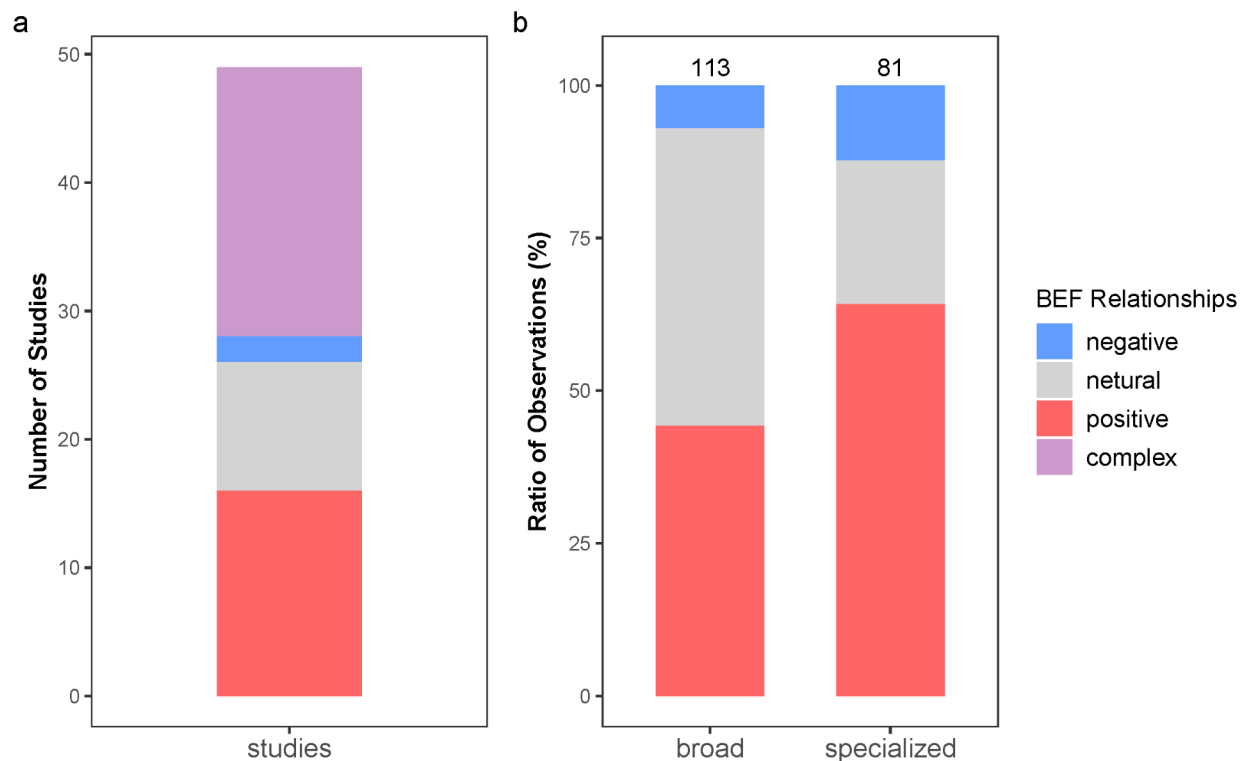 a
Number of Studies
50
40
30
20
10
0
studies
b
Ratio of Observations (%)
100
75
50
25
0
113
81
broad
specialized
BEF Relationships
negative
netural
positive
complex